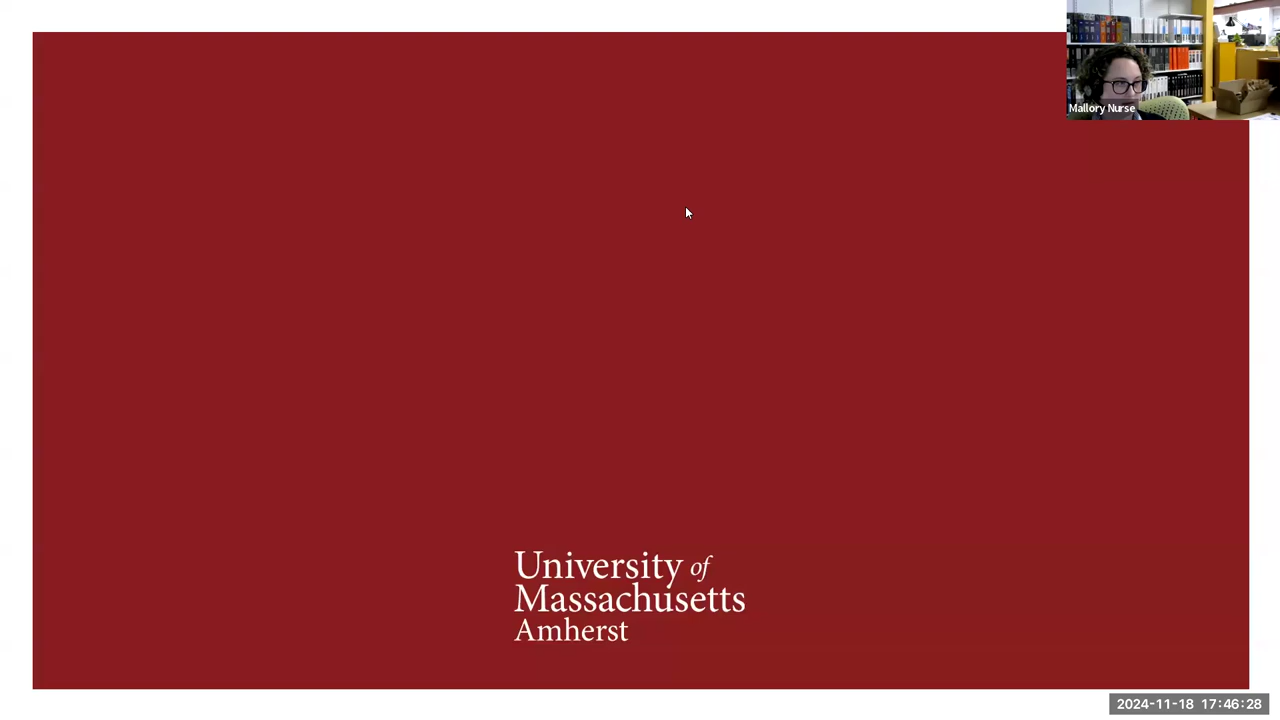 Mallory Nurse
University of
Massachusetts
Amherst
2024-11-18 17:46:28